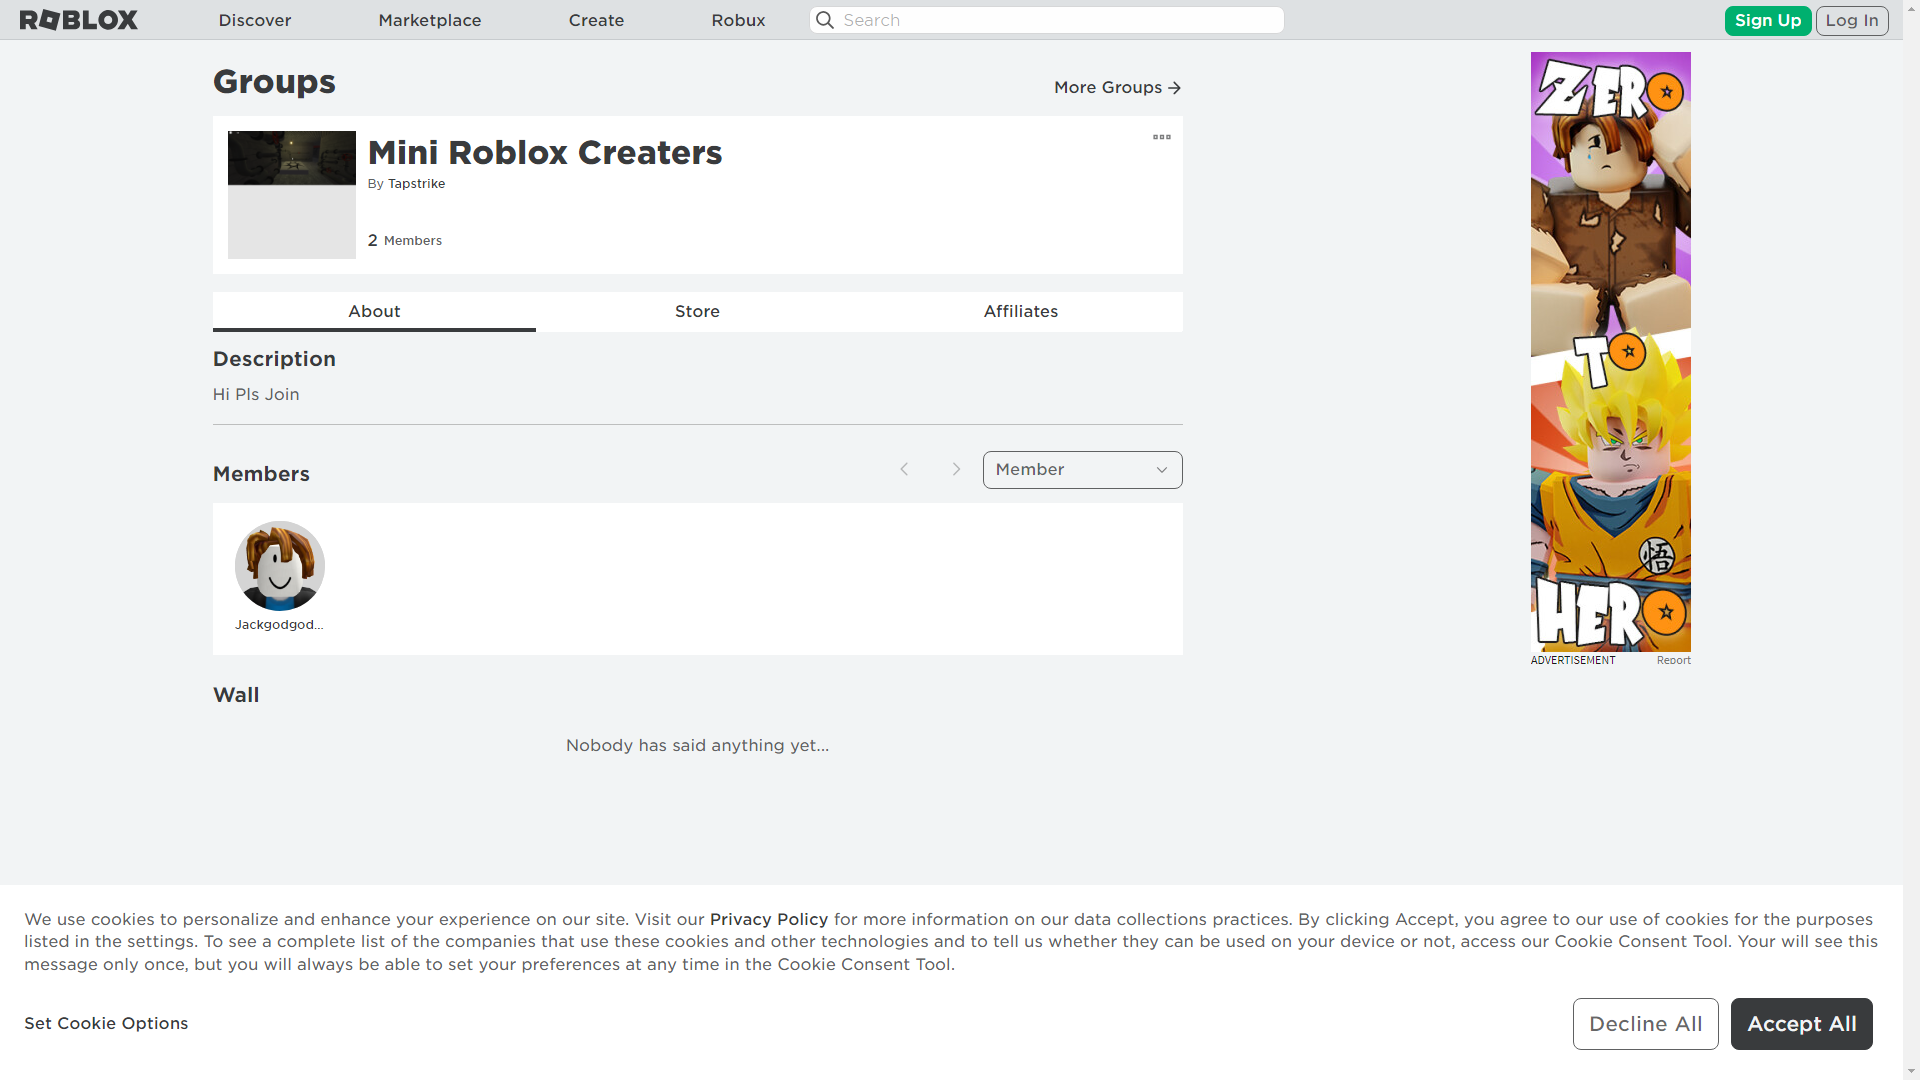 ROBLOX
Discover
Marketplace
Create
Robux
Search
Sign Up
Log In
Groups
More Groups
Mini Roblox Creaters
By Tapstrike
2 Members
About
Store
Affiliates
Description
Hi Pls Join
Members
Member
Jackgodgod...
Wall
Nobody has said anything yet...
ZERO
TO
悟
HERO
ADVERTISEMENT
Report
We use cookies to personalize and enhance your experience on our site. Visit our Privacy Policy for more information on our data collections practices. By clicking Accept, you agree to our use of cookies for the purposes
listed in the settings. To see a complete list of the companies that use these cookies and other technologies and to tell us whether they can be used on your device or not, access our Cookie Consent Tool. Your will see this
message only once, but you will always be able to set your preferences at any time in the Cookie Consent Tool.
Set Cookie Options
Decline All
Accept All